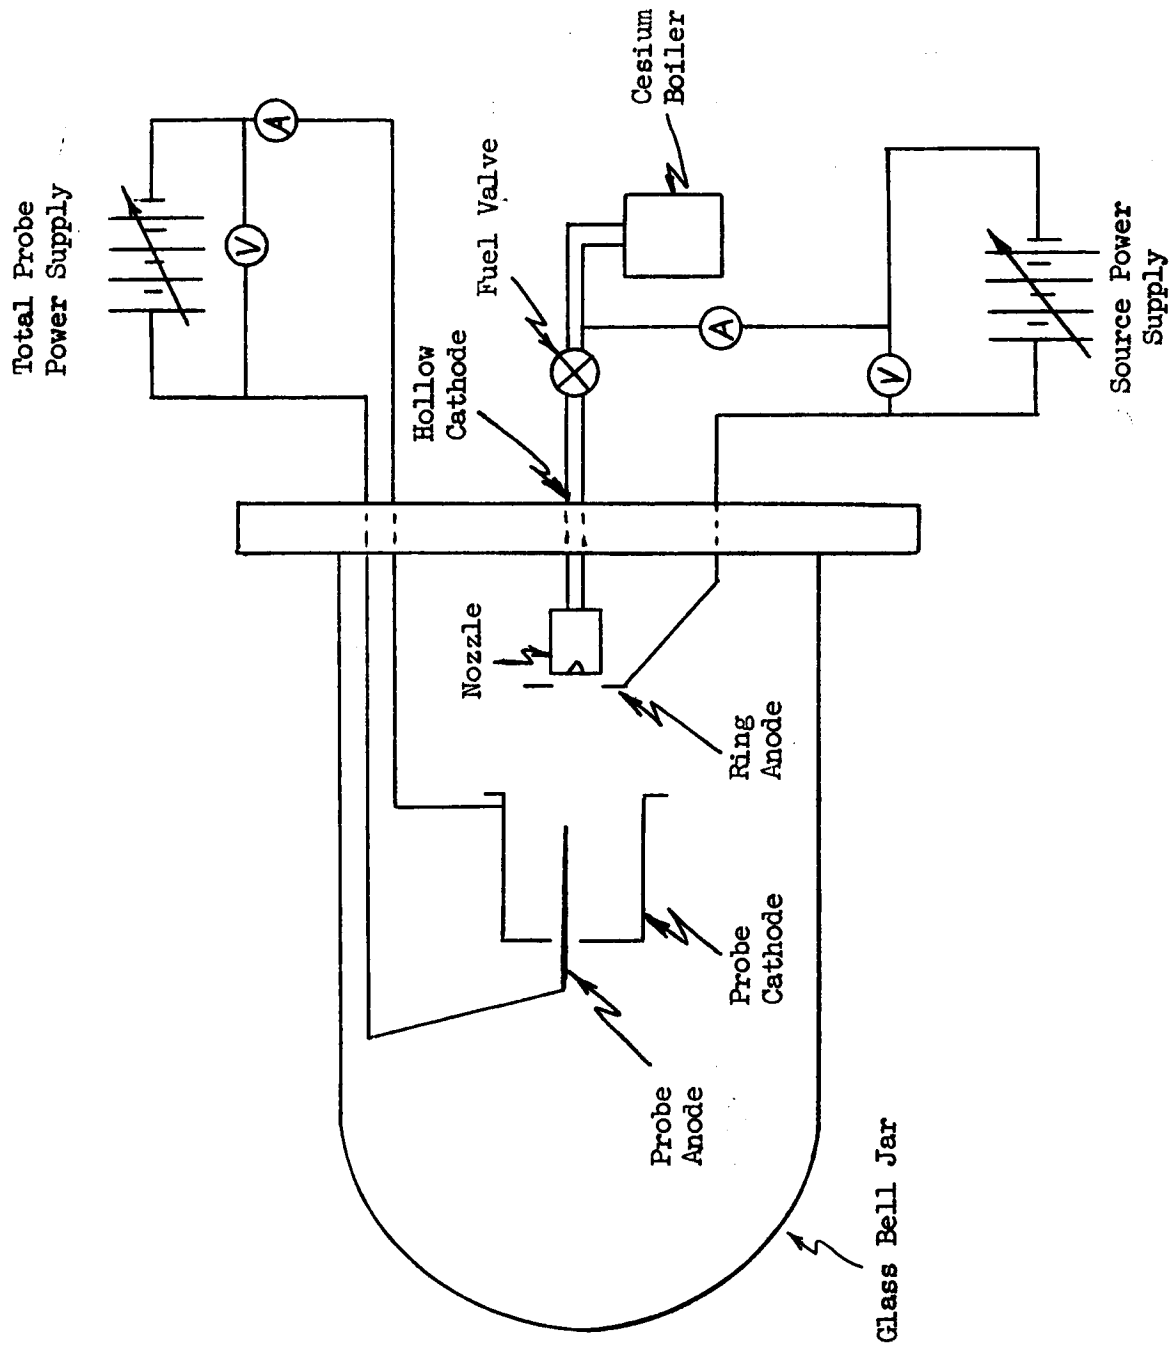 Total Probe
Power Supply
A
V
Cesium
Boiler
Fuel Valve
Hollow
Cathode
A
V
Source Power
Supply
Nozzle
Ring
Anode
Probe
Cathode
Probe
Anode
Glass Bell Jar